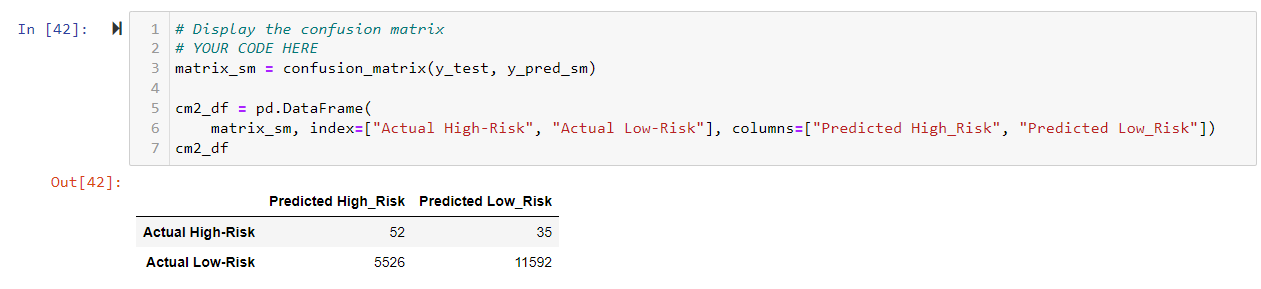 In [42]:
1 # Display the confusion matrix
2 # YOUR CODE HERE
3 matrix_sm = confusion_matrix(y_test, y_pred_sm)
4
5 cm2_df = pd.DataFrame(
6     matrix_sm, index=["Actual High-Risk", "Actual Low-Risk"], columns=["Predicted High_Risk", "Predicted Low_Risk"])
7 cm2_df
Out[42]:
Predicted High_Risk Predicted Low_Risk
Actual High-Risk 52 35
Actual Low-Risk 5526 11592